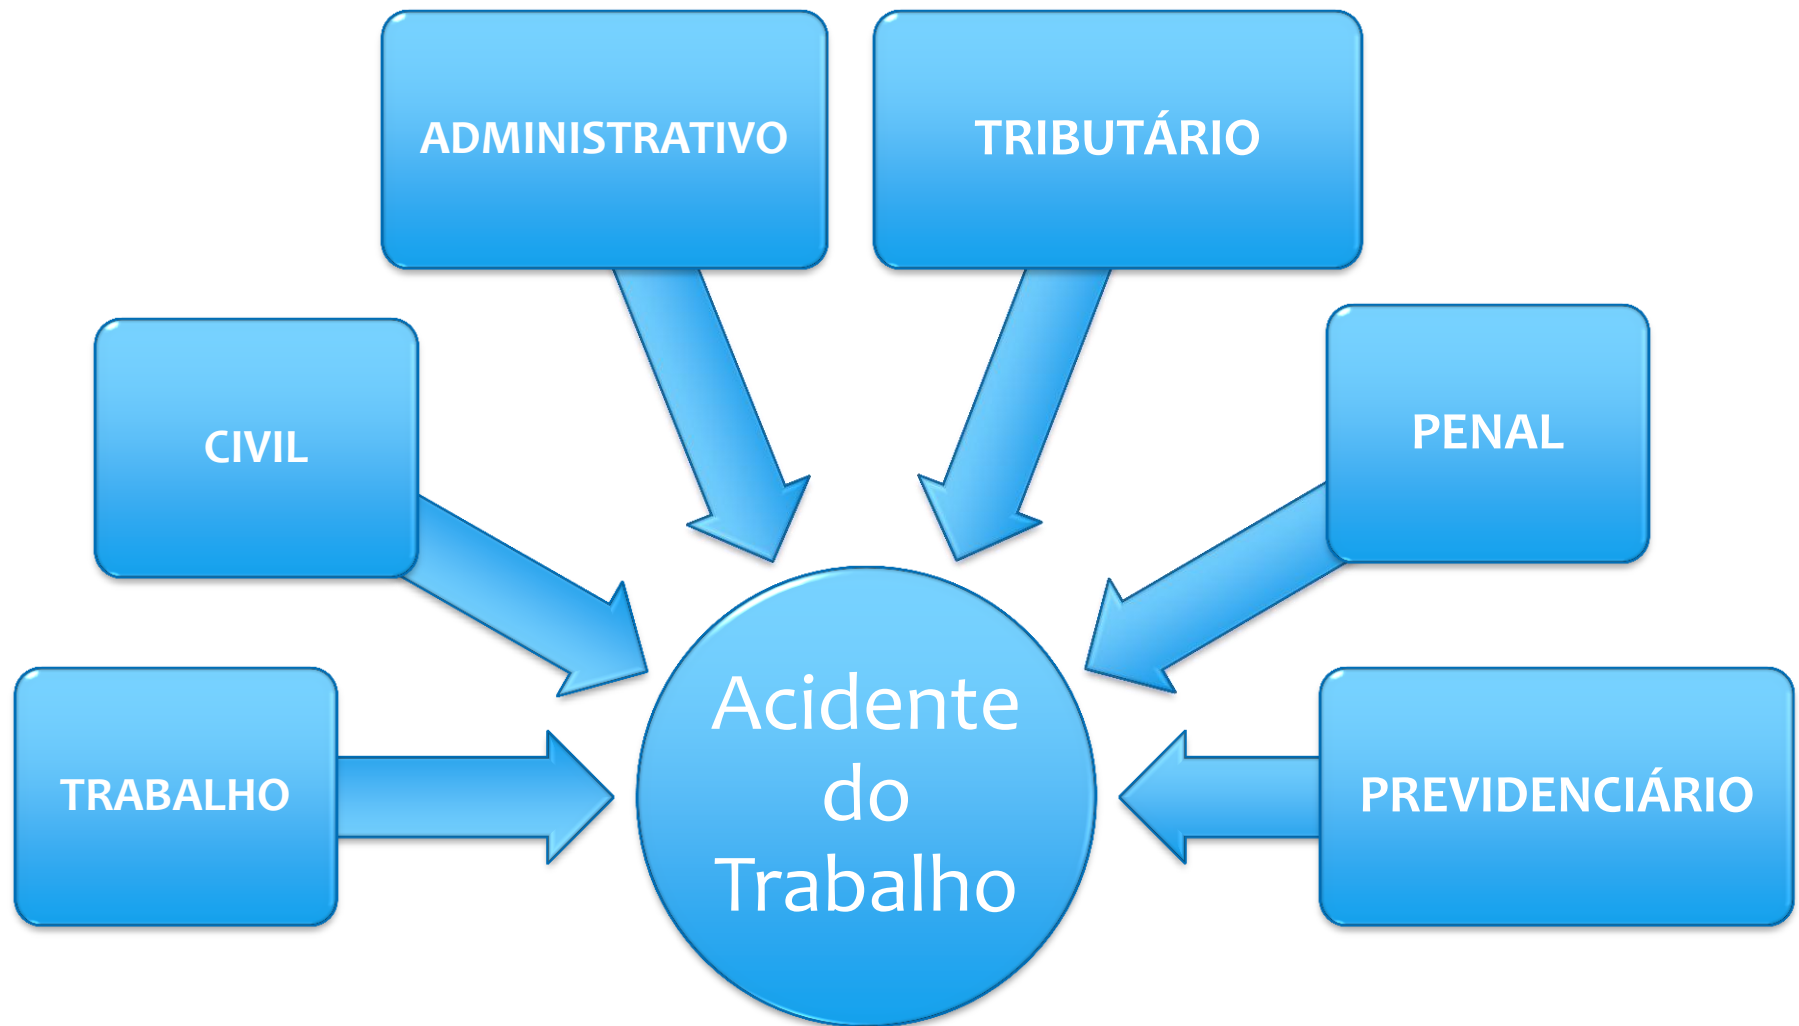 ADMINISTRATIVO
TRIBUTÁRIO
CIVIL
PENAL
TRABALHO
Acidente
do
Trabalho
PREVIDENCIÁRIO